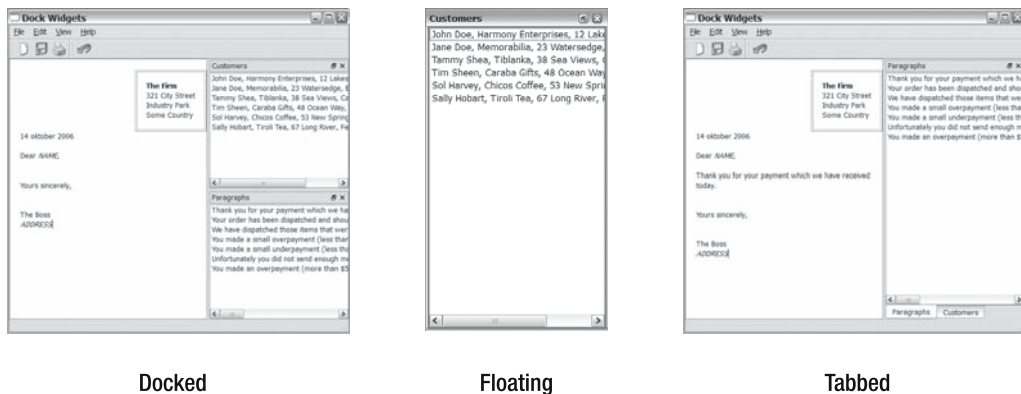 Dock Widgets
File Edit View Help
The Firm
321 City Street
Industry Park
Some Country
14 oktober 2006
Dear NAME,
Yours sincerely,
The Boss
ADDRESS
Customers
John Doe, Harmony Enterprises, 12 Lakes
Jane Doe, Memorabilia, 23 Watersedge, E
Tammy Shea, Tiblanka, 38 Sea Views, Ca
Tim Sheen, Caraba Gifts, 48 Ocean Way,
Sol Harvey, Chicos Coffee, 53 New Spring
Sally Hobart, Tiroli Tea, 67 Long River, Fe
Paragraphs
Thank you for your payment which we ha
Your order has been dispatched and shou
We have dispatched those items that wer
You made a small overpayment (less than
You made a small underpayment (less tha
Unfortunately you did not send enough m
You made an overpayment (more than $5
Docked
Customers
John Doe, Harmony Enterprises, 12 Lake
Jane Doe, Memorabilia, 23 Watersedge,
Tammy Shea, Tiblanka, 38 Sea Views,
Tim Sheen, Caraba Gifts, 48 Ocean Way
Sol Harvey, Chicos Coffee, 53 New Sprin
Sally Hobart, Tiroli Tea, 67 Long River, F
Floating
Dock Widgets
File Edit View Help
The Firm
321 City Street
Industry Park
Some Country
14 oktober 2006
Dear NAME,
Thank you for your payment which we have received
today.
Yours sincerely,
The Boss
ADDRESS
Paragraphs
Thank you for your payment which we ha
Your order has been dispatched and shou
We have dispatched those items that wer
You made a small overpayment (less tha
You made a small underpayment (less th
Unfortunately you did not send enough m
You made an overpayment (more than $
Paragraphs Customers
Tabbed